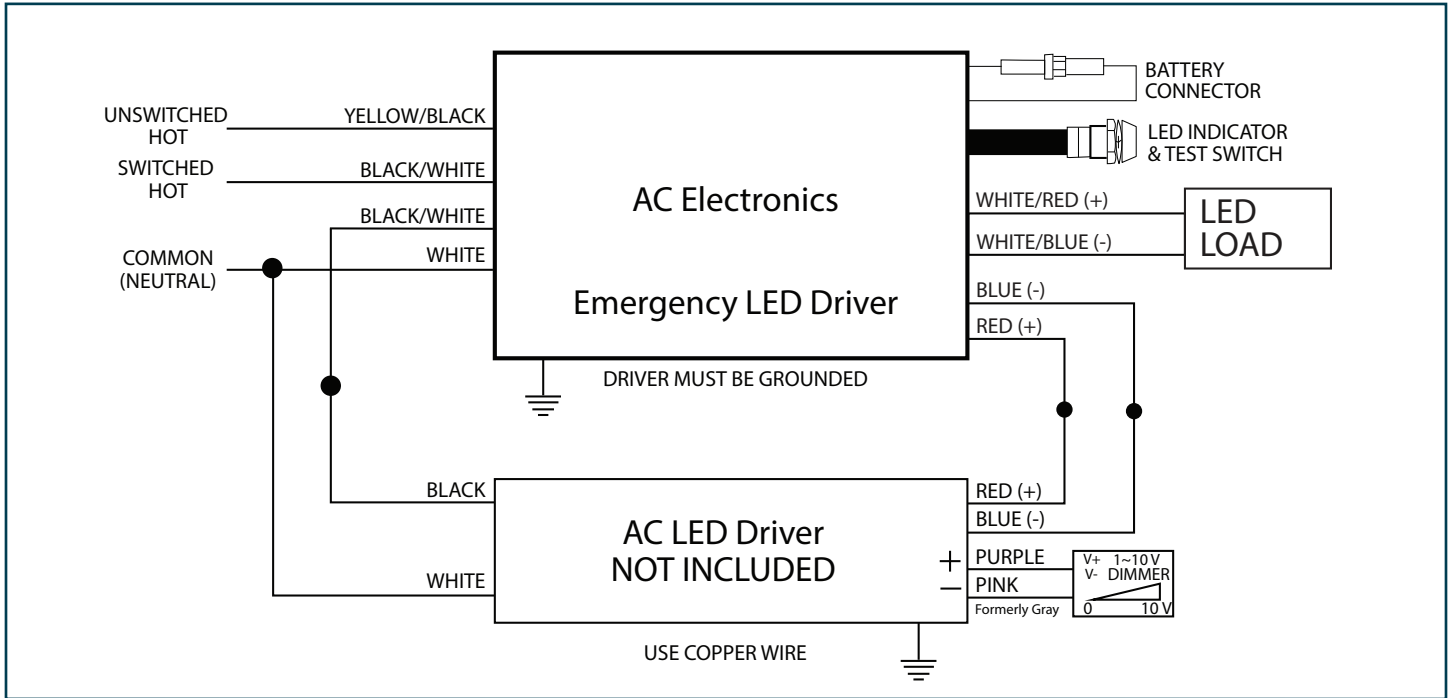 UNSWITCHED
HOT
YELLOW/BLACK
SWITCHED
HOT
BLACK/WHITE
BLACK/WHITE
COMMON
(NEUTRAL)
WHITE
AC Electronics
Emergency LED Driver
BATTERY
CONNECTOR
LED INDICATOR
& TEST SWITCH
WHITE/RED (+)
WHITE/BLUE (-)
LED
LOAD
BLUE (-)
RED (+)
DRIVER MUST BE GROUNDED
BLACK
WHITE
AC LED Driver
NOT INCLUDED
RED (+)
BLUE (-)
+ PURPLE
− PINK
Formerly Gray
V+ 1~10 V
V- DIMMER
0 10 V
USE COPPER WIRE